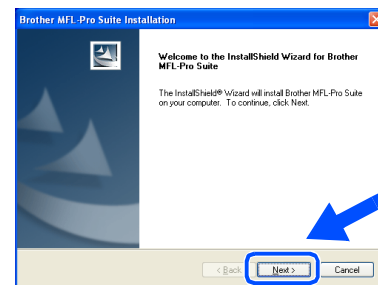 Brother MFL-Pro Suite Installation
Welcome to the InstallShield Wizard for Brother
MFL-Pro Suite
The InstallShield® Wizard will install Brother MFL-Pro Suite
on your computer. To continue, click Next.
< Back
Next >
Cancel